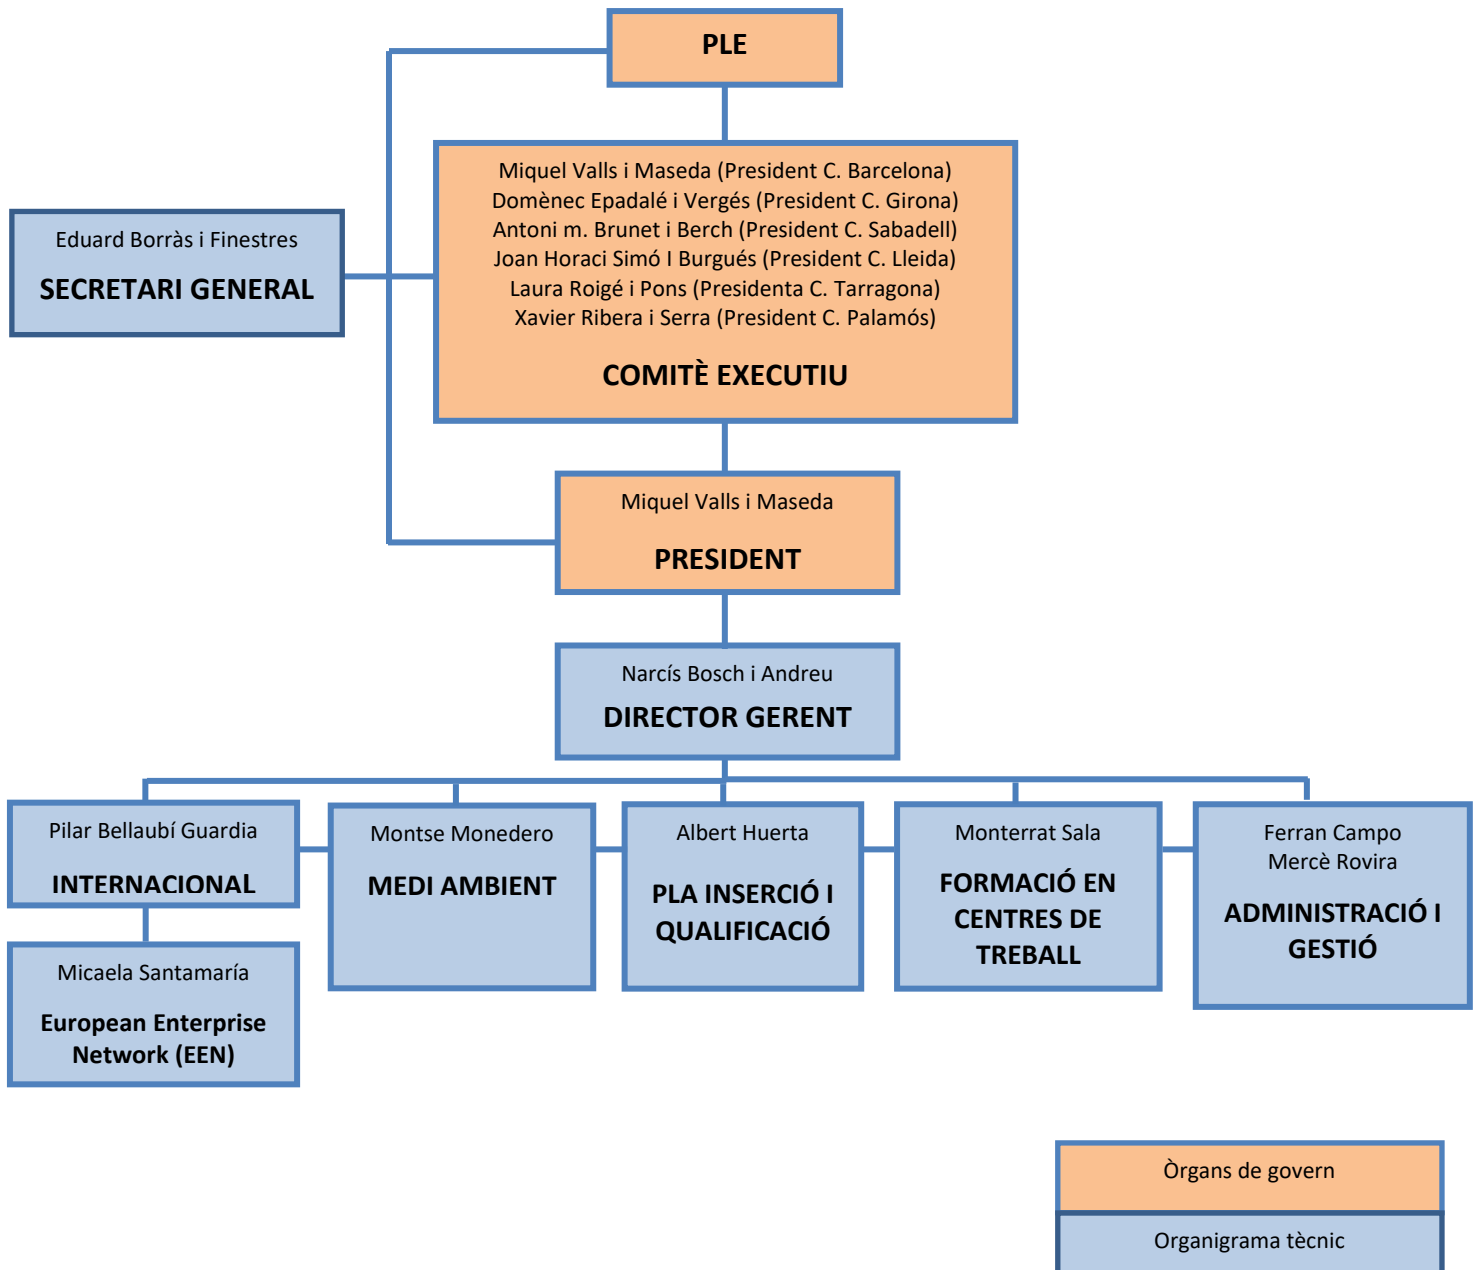 PLE
Miquel Valls i Maseda (President C. Barcelona)
Domènec Epadalé i Vergés (President C. Girona)
Antoni m. Brunet i Berch (President C. Sabadell)
Joan Horaci Simó I Burgués (President C. Lleida)
Laura Roigé i Pons (Presidenta C. Tarragona)
Xavier Ribera i Serra (President C. Palamós)
COMITÈ EXECUTIU
Eduard Borràs i Finestres
SECRETARI GENERAL
Miquel Valls i Maseda
PRESIDENT
Narcís Bosch i Andreu
DIRECTOR GERENT
Pilar Bellaubí Guardia
INTERNACIONAL
Montse Monedero
MEDI AMBIENT
Albert Huerta
PLA INSERCIÓ I
QUALIFICACIÓ
Monterrat Sala
FORMACIÓ EN
CENTRES DE
TREBALL
Ferran Campo
Mercè Rovira
ADMINISTRACIÓ I
GESTIÓ
Micaela Santamaría
European Enterprise
Network (EEN)
Òrgans de govern
Organigrama tècnic